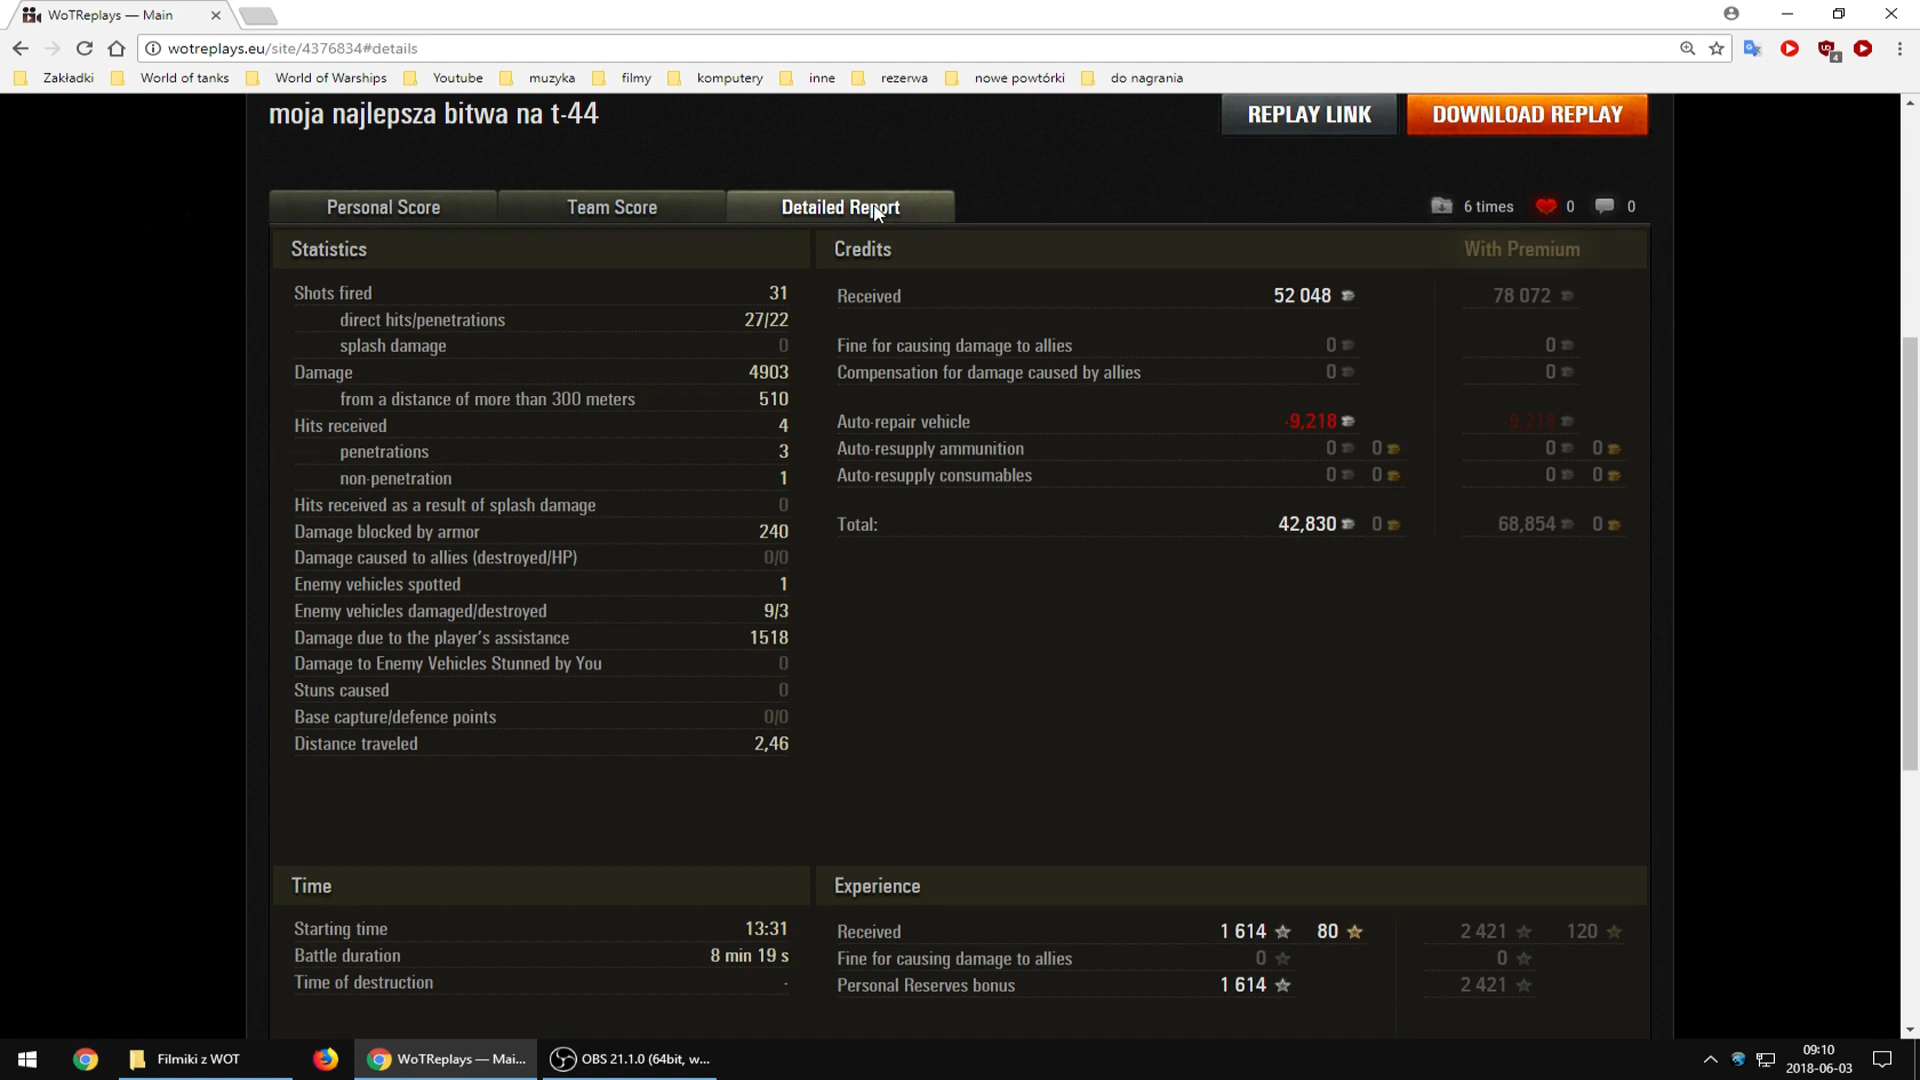 WoTReplays — Main
wotreplays.eu/site/4376834#details
Zakładki World of tanks World of Warships Youtube muzyka filmy komputery inne rezerwa nowe powtórki do nagrania
moja najlepsza bitwa na t-44
REPLAY LINK
DOWNLOAD REPLAY
Personal Score Team Score Detailed Report 6 times 0 0
Statistics
Shots fired 31
direct hits/penetrations 27/22
splash damage 0
Damage 4903
from a distance of more than 300 meters 510
Hits received 4
penetrations 3
non-penetration 1
Hits received as a result of splash damage 0
Damage blocked by armor 240
Damage caused to allies (destroyed/HP) 0/0
Enemy vehicles spotted 1
Enemy vehicles damaged/destroyed 9/3
Damage due to the player's assistance 1518
Damage to Enemy Vehicles Stunned by You 0
Stuns caused 0
Base capture/defence points 0/0
Distance traveled 2,46
Credits With Premium
Received 52 048 78 072
Fine for causing damage to allies 0 0
Compensation for damage caused by allies 0 0
Auto-repair vehicle -9,218 -9,218
Auto-resupply ammunition 0 0 0 0
Auto-resupply consumables 0 0 0 0
Total: 42,830 0 68,854 0
Time
Starting time 13:31
Battle duration 8 min 19 s
Time of destruction -
Experience
Received 1 614 80 2 421 120
Fine for causing damage to allies 0 0
Personal Reserves bonus 1 614 2 421
Filmiki z WOT
WoTReplays — Mai...
OBS 21.1.0 (64bit, w...
09:10
2018-06-03